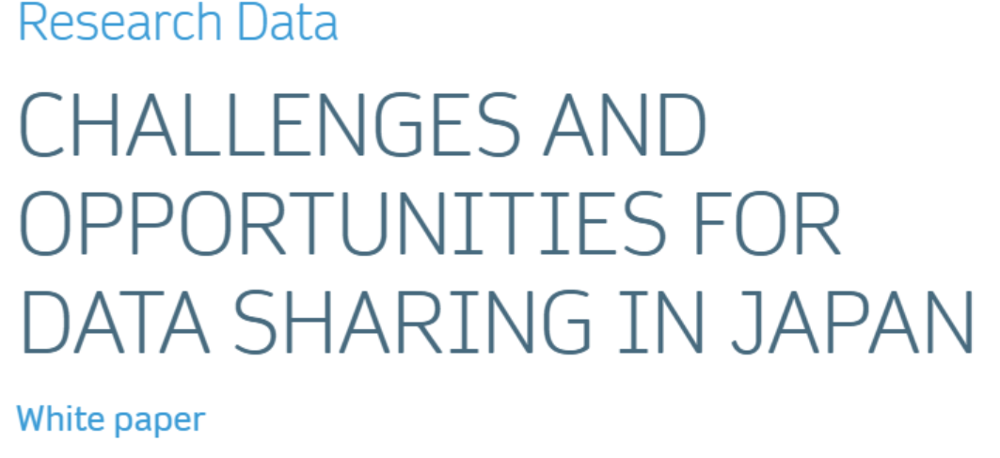 Research Data
CHALLENGES AND
OPPORTUNITIES FOR
DATA SHARING IN JAPAN
White paper